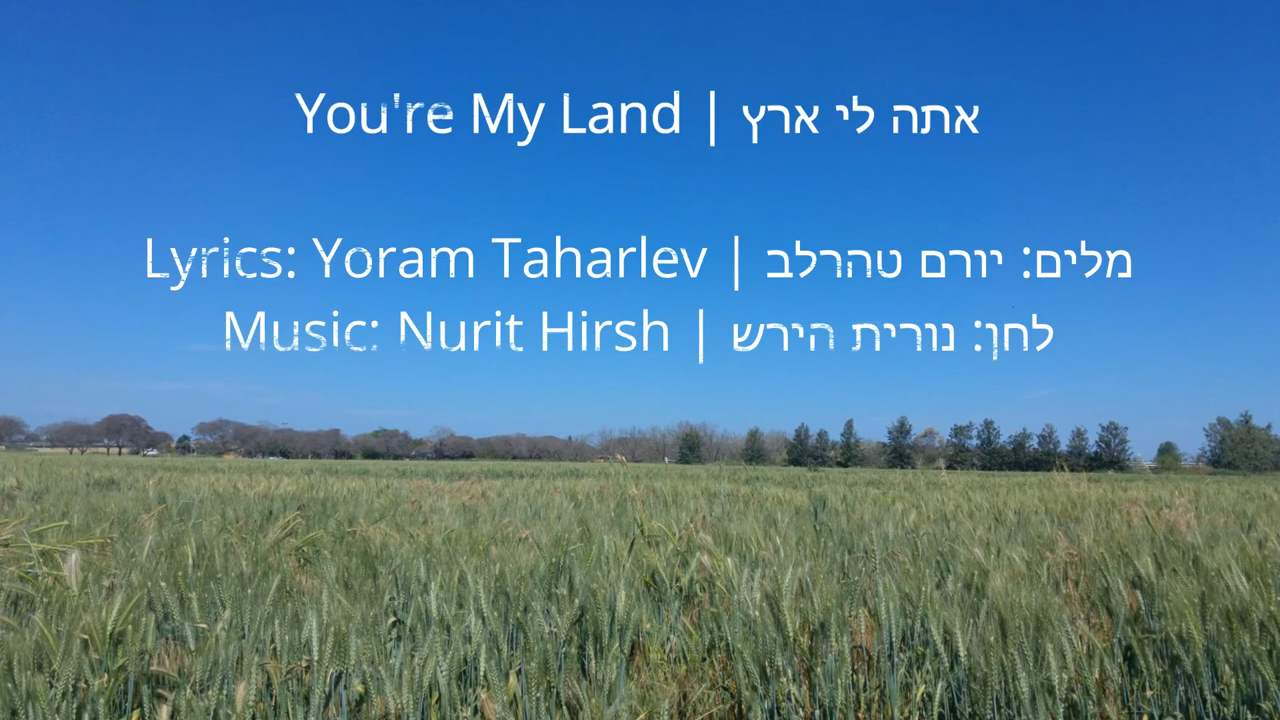 You're My Land | אתה לי ארץ
Lyrics: Yoram Taharlev | מלים: יורם טהרלב
Music: Nurit Hirsh | לחן: נורית הירש